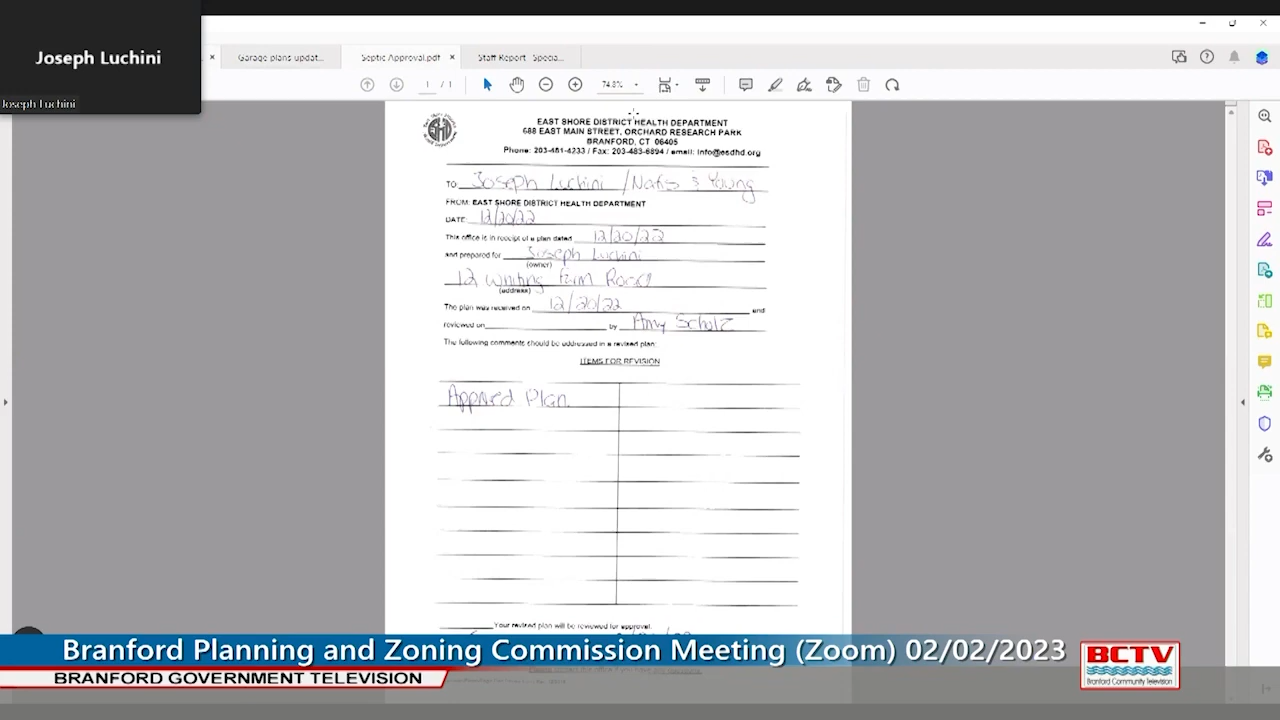 Joseph Luchini
Joseph Luchini
Garage plans updat...
Septic Approval.pdf
Staff Report - Specia...
1 / 1
74.8%
EAST SHORE DISTRICT HEALTH DEPARTMENT
688 EAST MAIN STREET, ORCHARD RESEARCH PARK
BRANFORD, CT 06405
Phone: 203-481-4233 / Fax: 203-483-6894 / email: info@esdhd.org
TO: Joseph Luchini / Nafis & Young
FROM: EAST SHORE DISTRICT HEALTH DEPARTMENT
DATE: 12/20/22
This office is in receipt of a plan dated 12/20/22
and prepared for Joseph Luchini
(owner)
12 Whiting Farm Road
(address)
The plan was received on 12/20/22 and
reviewed on by Amy Scholz
The following comments should be addressed in a revised plan:
ITEMS FOR REVISION
Approved Plan
Your revised plan will be reviewed for approval.
Branford Planning and Zoning Commission Meeting (Zoom) 02/02/2023
BRANFORD GOVERNMENT TELEVISION
BCTV
Branford Community Television